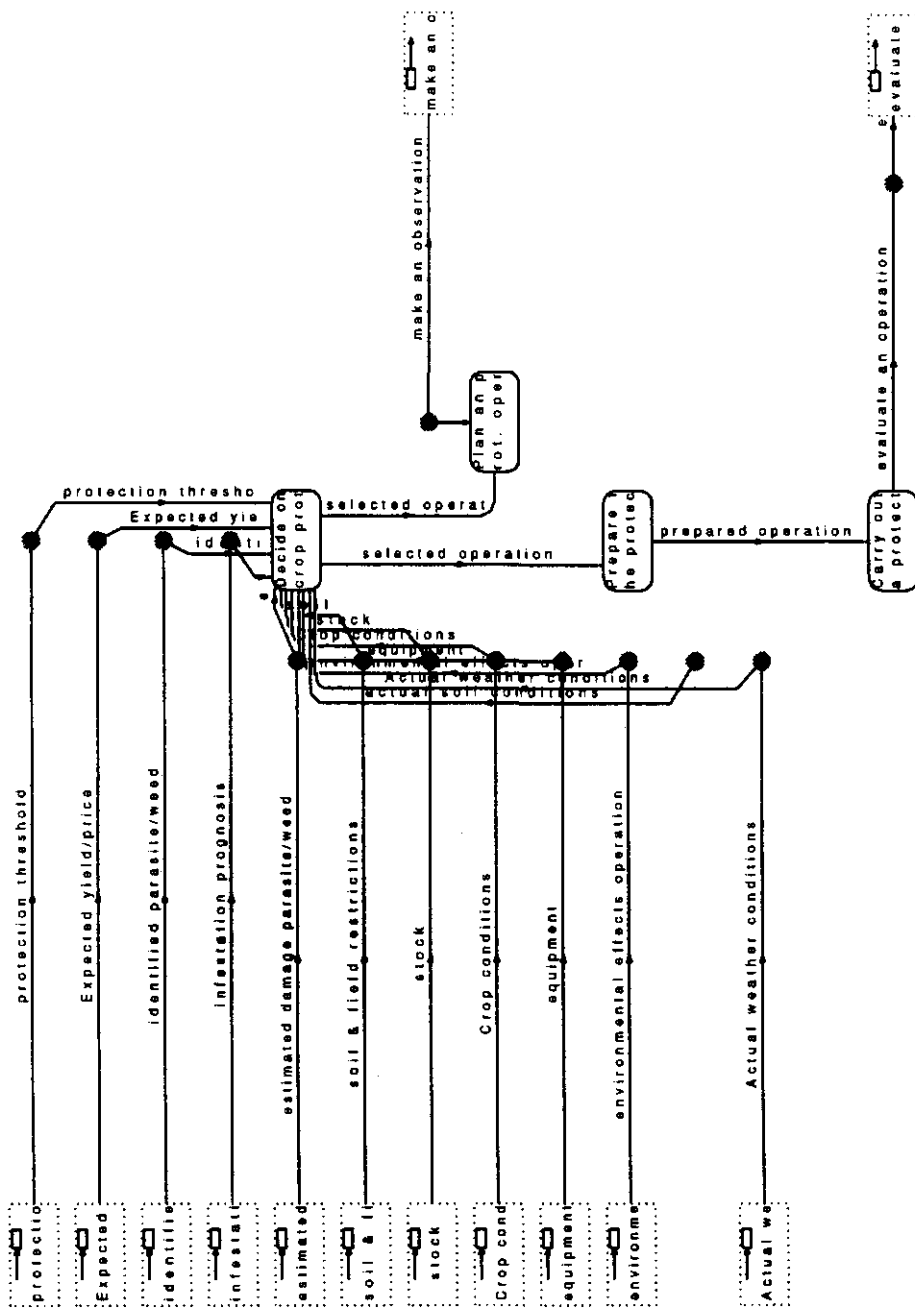 protectio
Expected
identifie
infestati
estimated
soil & fi
stock
Crop cond
equipment
environme
Actual we
protection threshold
Expected yield/price
identified parasite/weed
infestation prognosis
estimated damage parasite/weed
soil & field restrictions
stock
Crop conditions
equipment
environmental effects operation
Actual weather conditions
protection thresho
Expected yie
identi
e
stock
Crop conditions
equipment
Actual weather conditions
actual soil conditions
Decide on
crop prot
selected operat
selected operation
Plan an p
rot. oper
Prepare
he protec
prepared operation
Carry out
a protect
make an observation
make an o
evaluate an operation
e
evaluate